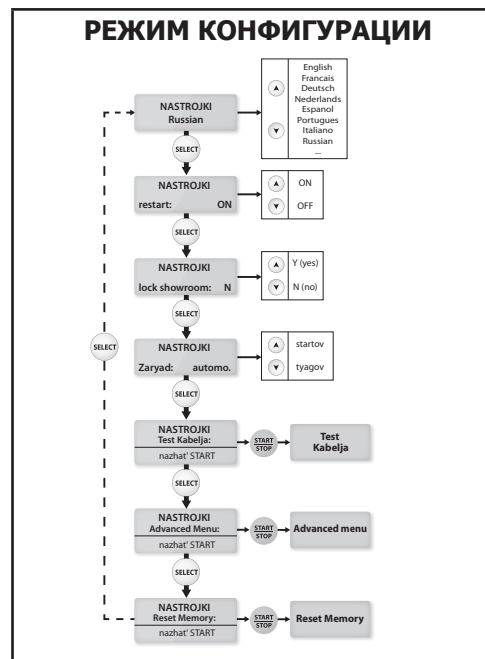 РЕЖИМ КОНФИГУРАЦИИ
NASTROJKI
Russian
English
Francais
Deutsch
Nederlands
Espanol
Portugues
Italiano
Russian
...
SELECT
NASTROJKI
restart: ON
ON
OFF
SELECT
NASTROJKI
lock showroom: N
Y (yes)
N (no)
SELECT
SELECT
NASTROJKI
Zaryad: automo.
startov
tyagov
SELECT
NASTROJKI
Test Kabelja:
nazhat' START
START
STOP
Test
Kabelja
SELECT
NASTROJKI
Advanced Menu:
nazhat' START
START
STOP
Advanced menu
SELECT
NASTROJKI
Reset Memory:
nazhat' START
START
STOP
Reset Memory